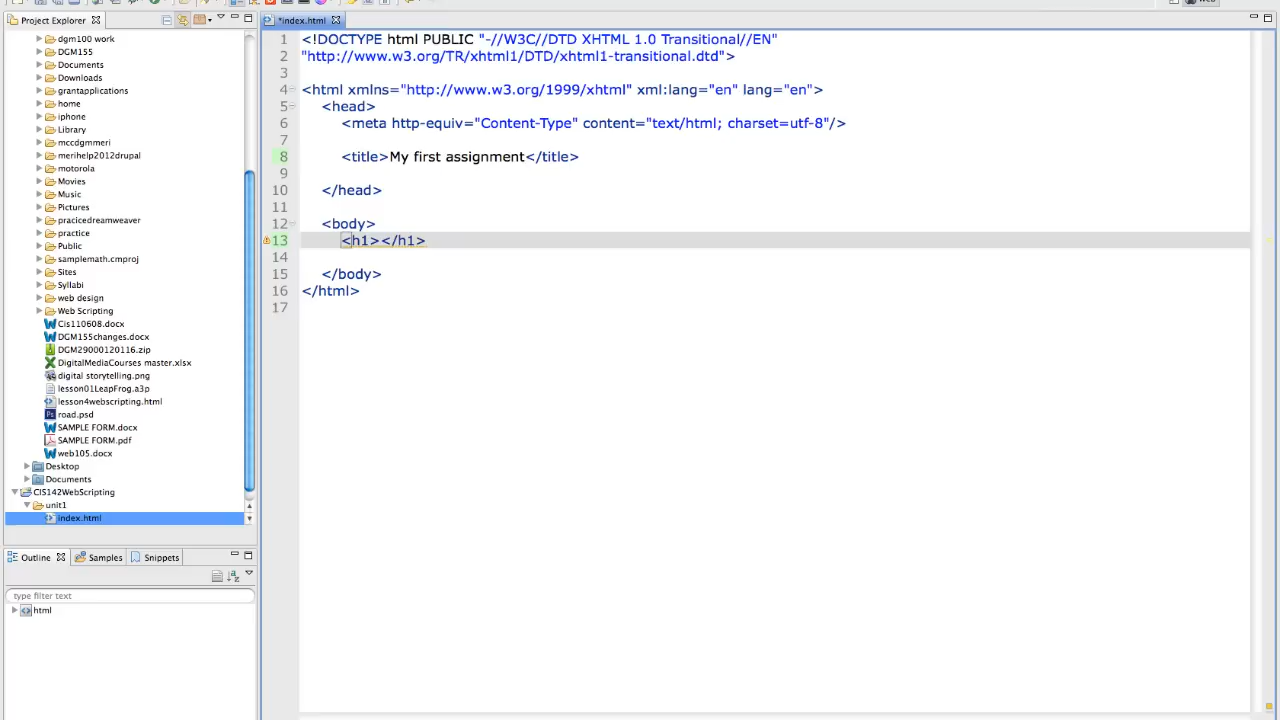 Project Explorer
dgm100 work
DGM155
Documents
Downloads
grantapplications
home
iphone
Library
mccdgmmeri
merihelp2012drupal
motorola
Movies
Music
Pictures
pracicedreamweaver
practice
Public
samplemath.cmproj
Sites
Syllabi
web design
Web Scripting
Cis110608.docx
DGM155changes.docx
DGM29000120116.zip
DigitalMediaCourses master.xlsx
digital storytelling.png
lesson01LeapFrog.a3p
lesson4webscripting.html
road.psd
SAMPLE FORM.docx
SAMPLE FORM.pdf
web105.docx
Desktop
Documents
CIS142WebScripting
unit1
index.html
Outline Samples Snippets
type filter text
html
*index.html
1 <!DOCTYPE html PUBLIC "-//W3C//DTD XHTML 1.0 Transitional//EN"
2 "http://www.w3.org/TR/xhtml1/DTD/xhtml1-transitional.dtd">
3
4 <html xmlns="http://www.w3.org/1999/xhtml" xml:lang="en" lang="en">
5 <head>
6 <meta http-equiv="Content-Type" content="text/html; charset=utf-8"/>
7
8 <title>My first assignment</title>
9
10 </head>
11
12 <body>
13 <h1></h1>
14
15 </body>
16 </html>
17